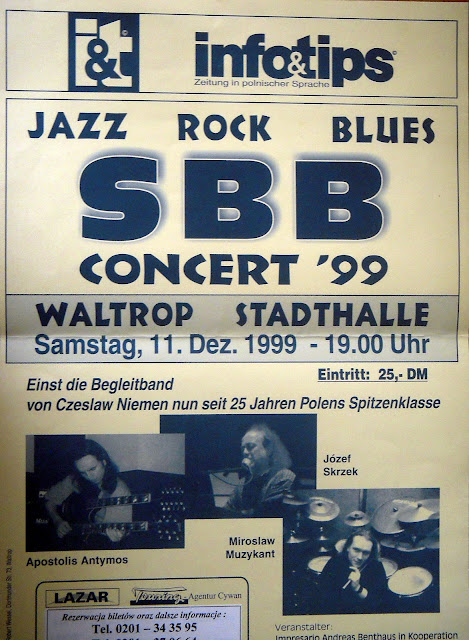 i&t©
info&tips©
Zeitung in polnischer Sprache
JAZZ ROCK BLUES
SBB
CONCERT '99
WALTROP STADTHALLE
Samstag, 11. Dez. 1999 - 19.00 Uhr
Eintritt: 25,- DM
Einst die Begleitband
von Czeslaw Niemen nun seit 25 Jahren Polens Spitzenklasse
Józef
Skrzek
Miroslaw
Muzykant
Apostolis Antymos
LAZAR Agentur Cywan
Rezerwacja biletów oraz dalsze informacje :
Tel. 0201 – 34 35 95
Veranstalter:
Impresario Andreas Benthaus in Kooperation